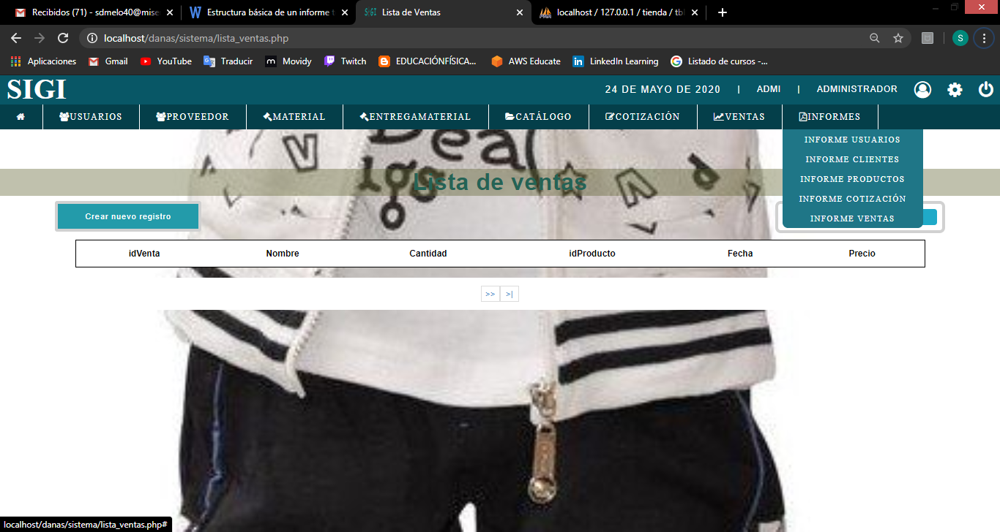 Recibidos (71) - sdmelo40@mise
Estructura básica de un informe t
Lista de Ventas
localhost / 127.0.0.1 / tienda / tbl
localhost/danas/sistema/lista_ventas.php
S
Aplicaciones
Gmail
YouTube
Traducir
Movidy
Twitch
EDUCACIÓNFÍSICA...
AWS Educate
LinkedIn Learning
Listado de cursos -...
SIGI
24 DE MAYO DE 2020 | ADMI | ADMINISTRADOR
USUARIOS
PROVEEDOR
MATERIAL
ENTREGAMATERIAL
CATÁLOGO
COTIZACIÓN
VENTAS
INFORMES
INFORME USUARIOS
INFORME CLIENTES
INFORME PRODUCTOS
INFORME COTIZACIÓN
INFORME VENTAS
Lista de ventas
Crear nuevo registro
idVenta Nombre Cantidad idProducto Fecha Precio
>> >|
localhost/danas/sistema/lista_ventas.php#